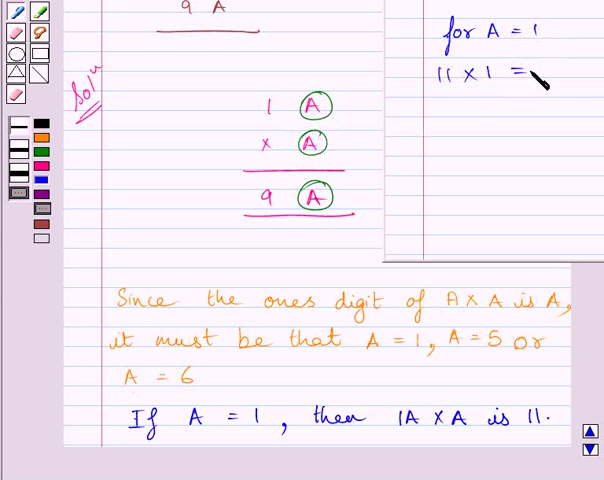 9 A
for A = 1
11 x 1 =
Solⁿ
1 A
x A
9 A
Since the ones digit of A x A is A,
it must be that A = 1, A = 5 or
A = 6
If A = 1, then 1A x A is 11.